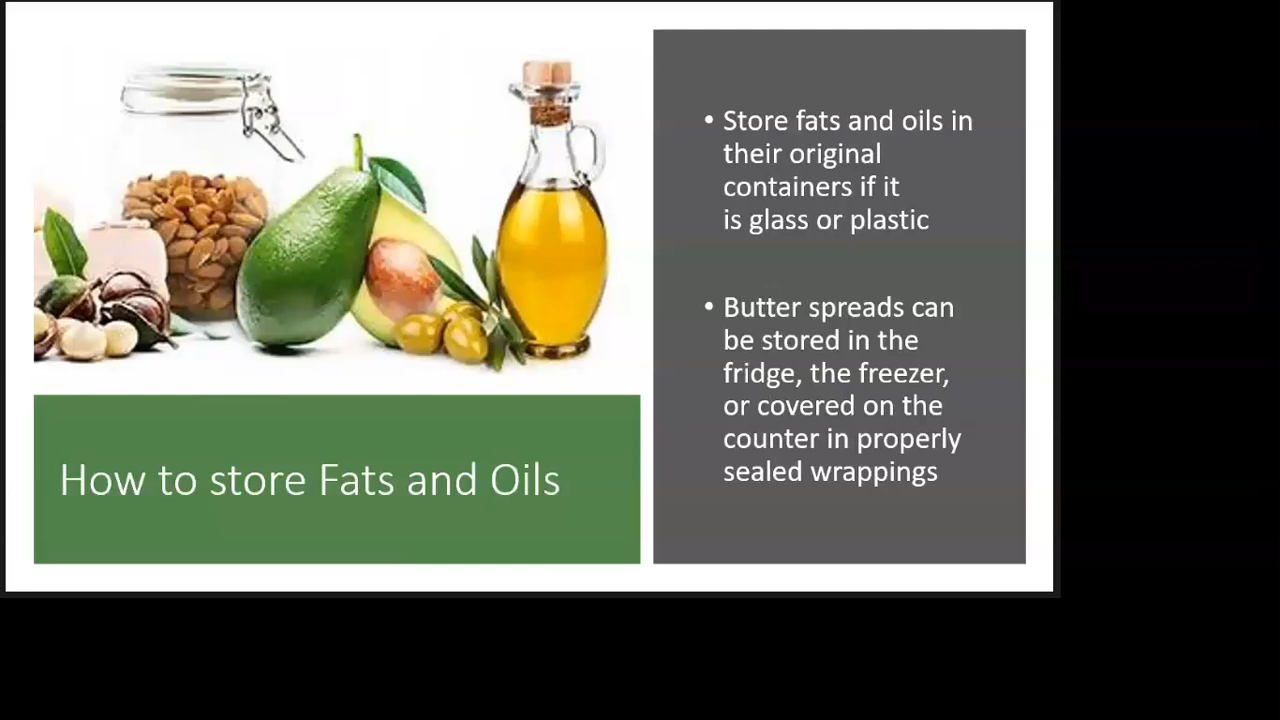 How to store Fats and Oils
• Store fats and oils in
their original
containers if it
is glass or plastic
• Butter spreads can
be stored in the
fridge, the freezer,
or covered on the
counter in properly
sealed wrappings